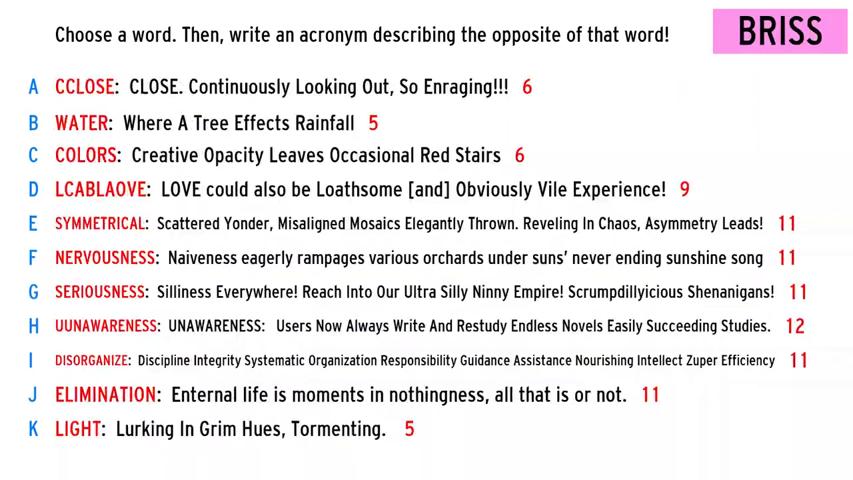 Choose a word. Then, write an acronym describing the opposite of that word!
BRISS
A CCLOSE: CLOSE. Continuously Looking Out, So Enraging!!! 6
B WATER: Where A Tree Effects Rainfall 5
C COLORS: Creative Opacity Leaves Occasional Red Stairs 6
D LCABLAOVE: LOVE could also be Loathsome [and] Obviously Vile Experience! 9
E SYMMETRICAL: Scattered Yonder, Misaligned Mosaics Elegantly Thrown. Reveling In Chaos, Asymmetry Leads! 11
F NERVOUSNESS: Naiveness eagerly rampages various orchards under suns' never ending sunshine song 11
G SERIOUSNESS: Silliness Everywhere! Reach Into Our Ultra Silly Ninny Empire! Scrumpdillyicious Shenanigans! 11
H UUNAWARENESS: UNAWARENESS: Users Now Always Write And Restudy Endless Novels Easily Succeeding Studies. 12
I DISORGANIZE: Discipline Integrity Systematic Organization Responsibility Guidance Assistance Nourishing Intellect Zuper Efficiency 11
J ELIMINATION: Enternal life is moments in nothingness, all that is or not. 11
K LIGHT: Lurking In Grim Hues, Tormenting. 5